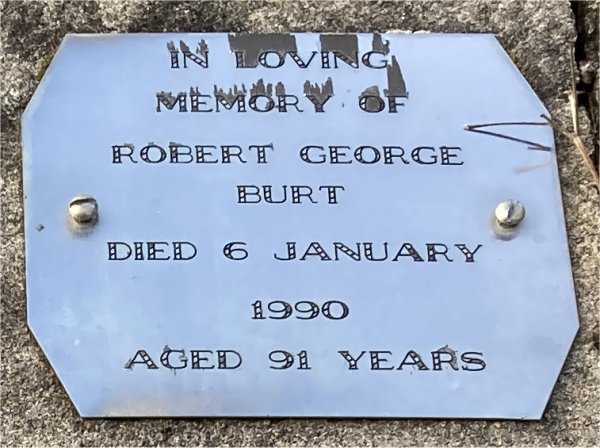 IN LOVING
MEMORY OF
ROBERT GEORGE
BURT
DIED 6 JANUARY
1990
AGED 91 YEARS